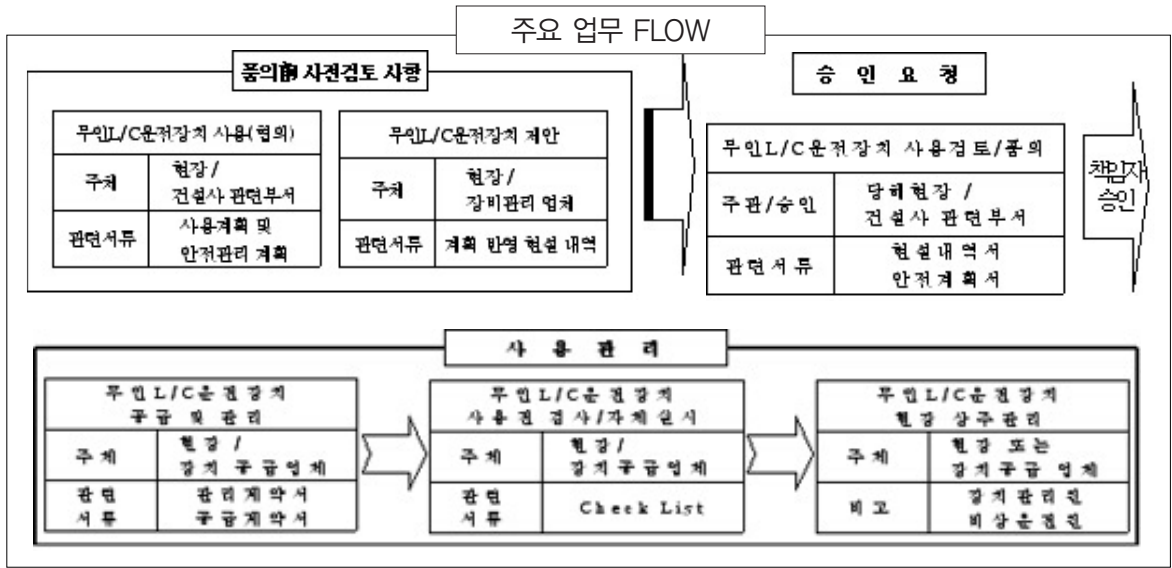 주요 업무 FLOW
품의前 사전검토 사항
무인L/C운전장치 사용(협의)
주체
현장 /
건설사 관련부서
관련서류
사용계획 및
안전관리 계획
무인L/C운전장치 제안
주체
현장 /
장비관리 업체
관련서류
계획 반영 현설 내역
승 인 요 청
무인L/C운전장치 사용검토/품의
주관/승인
당해현장 /
건설사 관련부서
관련서류
현설내역서
안전계획서
책임자
승인
사 용 관 리
무인L/C운전장치
공급 및 관리
주체
현장 /
장치 공급업체
관련
서류
관리계약서
공급계약서
무인L/C운전장치
사용전 검사/자체실시
주체
현장/
장치공급업체
관련
서류
Check List
무인L/C운전장치
현장 상주관리
주체
현장 또는
장치공급 업체
비고
장치관리원
비상운전원